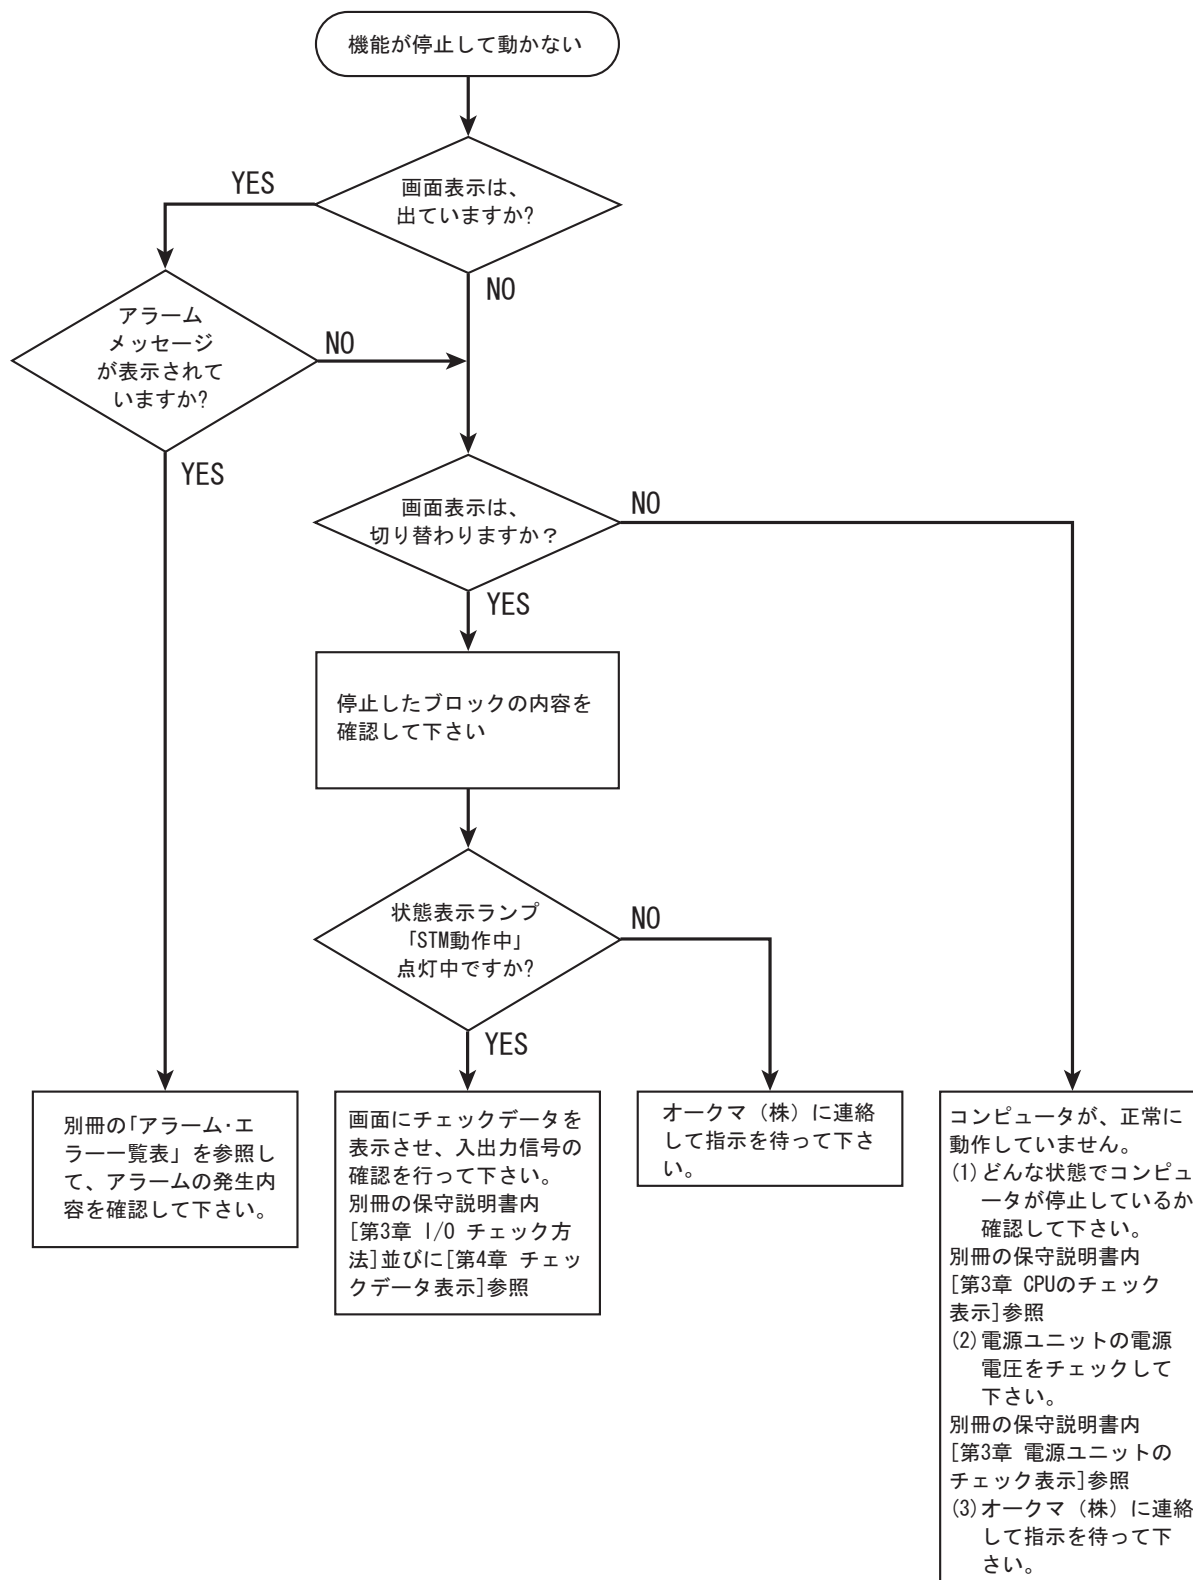 機能が停止して動かない
画面表示は、
出ていますか?
YES
NO
アラーム
メッセージ
が表示されて
いますか?
NO
YES
画面表示は、
切り替わりますか？
NO
YES
停止したブロックの内容を
確認して下さい
状態表示ランプ
「STM動作中」
点灯中ですか?
NO
YES
別冊の「アラーム･エ
ラー一覧表」を参照し
て、アラームの発生内
容を確認して下さい。
画面にチェックデータを
表示させ、入出力信号の
確認を行って下さい。
別冊の保守説明書内
[第3章 I/O チェック方
法]並びに[第4章 チェッ
クデータ表示]参照
オークマ（株）に連絡
して指示を待って下さ
い。
コンピュータが、正常に
動作していません。
(1)どんな状態でコンピュ
ータが停止しているか
確認して下さい。
別冊の保守説明書内
[第3章 CPUのチェック
表示]参照
(2)電源ユニットの電源
電圧をチェックして
下さい。
別冊の保守説明書内
[第3章 電源ユニットの
チェック表示]参照
(3)オークマ（株）に連絡
して指示を待って下
さい。